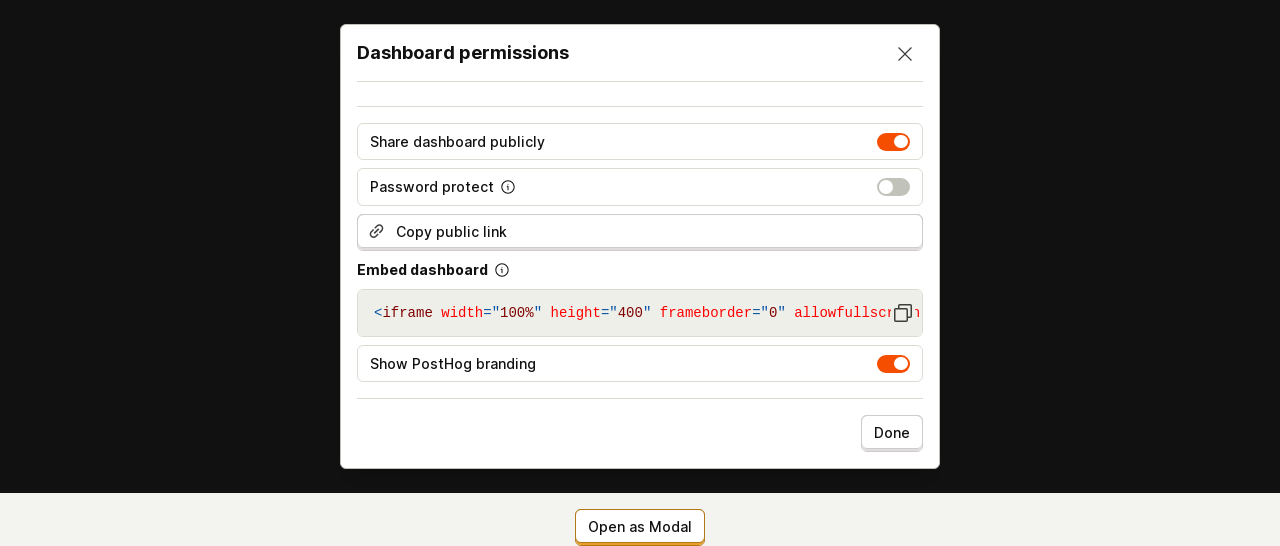 Dashboard permissions
Share dashboard publicly
Password protect
Copy public link
Embed dashboard
<iframe width="100%" height="400" frameborder="0"
Show PostHog branding
Done
Open as Modal